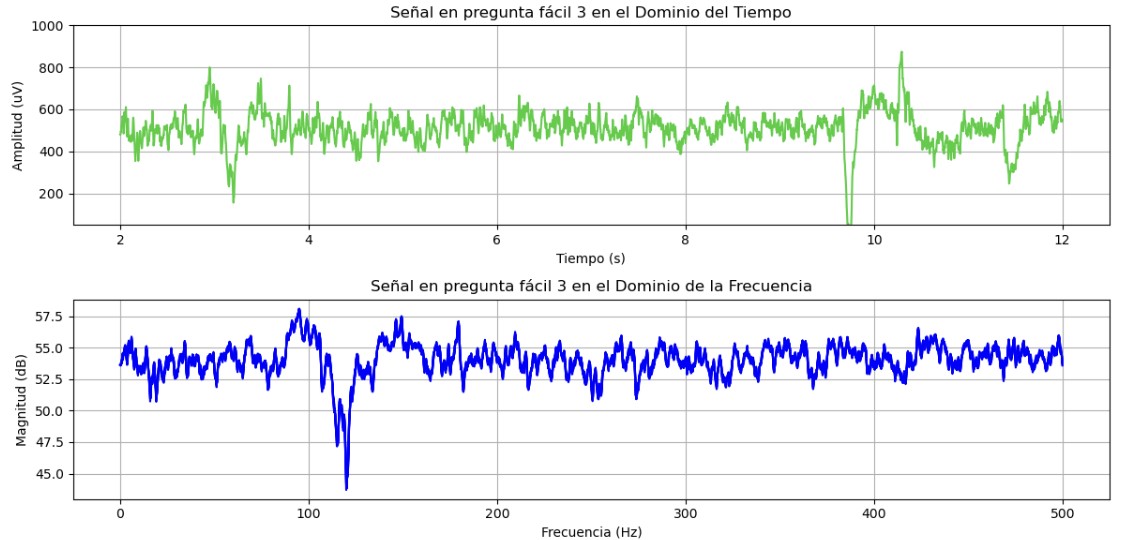 Señal en pregunta fácil 3 en el Dominio del Tiempo
1000
800
600
400
200
Amplitud (uV)
2 4 6 8 10 12
Tiempo (s)
Señal en pregunta fácil 3 en el Dominio de la Frecuencia
57.5
55.0
52.5
50.0
47.5
45.0
Magnitud (dB)
0 100 200 300 400 500
Frecuencia (Hz)